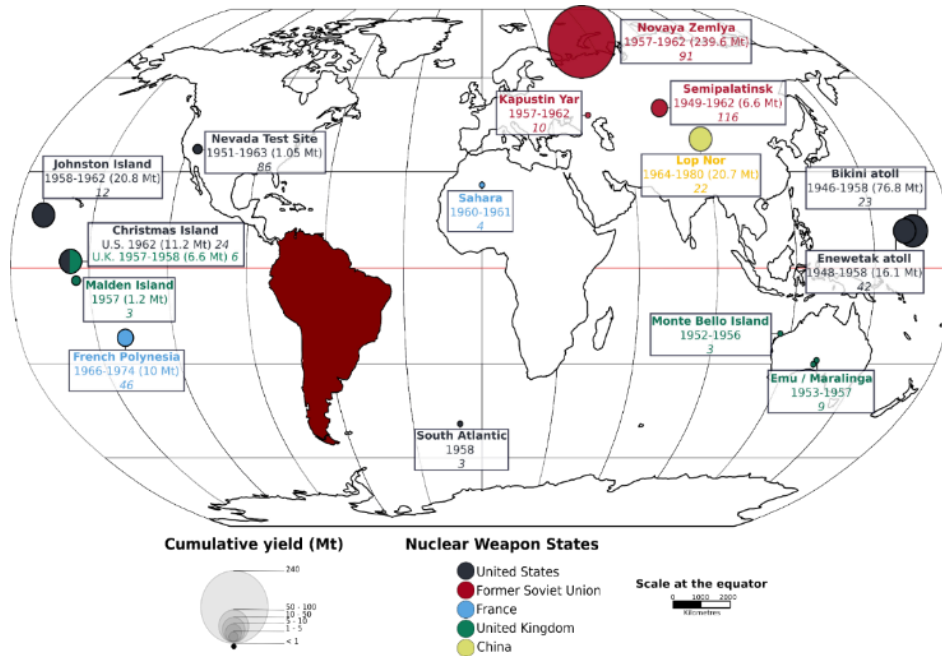 Novaya Zemlya
1957-1962 (239.6 Mt)
91
Kapustin Yar
1957-1962
10
Semipalatinsk
1949-1962 (6.6 Mt)
116
Nevada Test Site
1951-1963 (1.05 Mt)
86
Johnston Island
1958-1962 (20.8 Mt)
12
Lop Nor
1964-1980 (20.7 Mt)
22
Bikini atoll
1946-1958 (76.8 Mt)
23
Sahara
1960-1961
4
Christmas Island
U.S. 1962 (11.2 Mt) 24
U.K. 1957-1958 (6.6 Mt) 6
Enewetak atoll
1948-1958 (16.1 Mt)
42
Malden Island
1957 (1.2 Mt)
3
Monte Bello Island
1952-1956
3
French Polynesia
1966-1974 (10 Mt)
46
Emu / Maralinga
1953-1957
9
South Atlantic
1958
3
Cumulative yield (Mt)
240
50 - 100
10 - 50
5 - 10
1 - 5
< 1
Nuclear Weapon States
United States
Former Soviet Union
France
United Kingdom
China
Scale at the equator
0 1000 2000
Kilometres